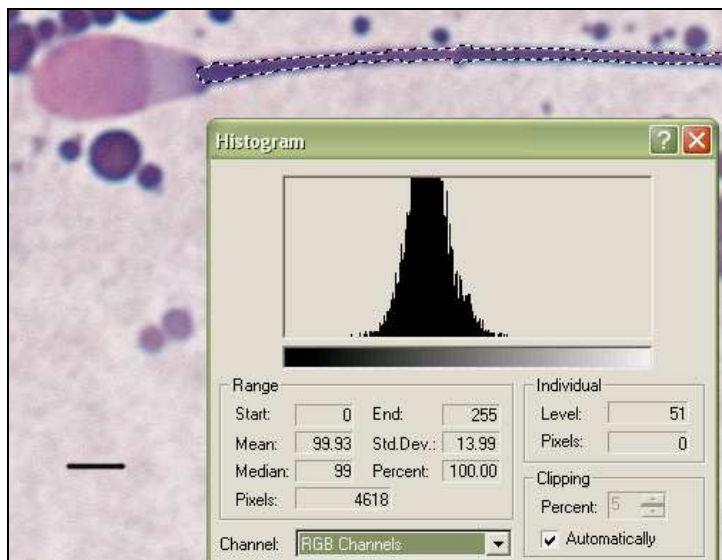 Histogram
Range
Start: 0 End: 255
Mean: 99.93 Std.Dev.: 13.99
Median: 99 Percent: 100.00
Pixels: 4618
Individual
Level: 51
Pixels: 0
Clipping
Percent: 5
Automatically
Channel: RGB Channels